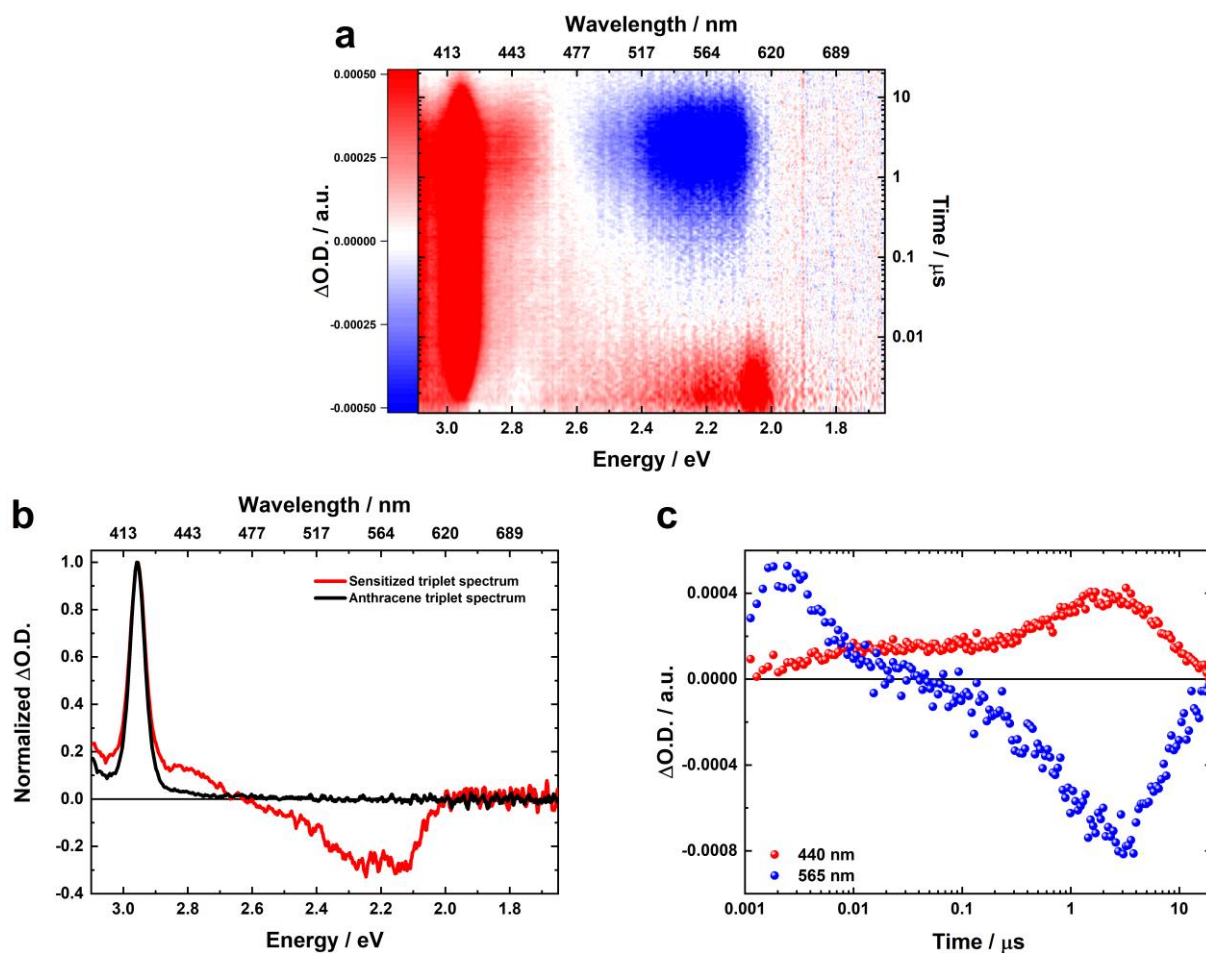 a
Wavelength / nm
413 443 477 517 564 620 689
0.00050
0.00025
0.00000
-0.00025
-0.00050
ΔO.D. / a.u.
10
1
0.1
0.01
Time / μs
3.0 2.8 2.6 2.4 2.2 2.0 1.8
Energy / eV
b
Wavelength / nm
413 443 477 517 564 620 689
1.0
0.8
0.6
0.4
0.2
0.0
-0.2
-0.4
Normalized ΔO.D.
Sensitized triplet spectrum
Anthracene triplet spectrum
3.0 2.8 2.6 2.4 2.2 2.0 1.8
Energy / eV
c
0.0004
0.0000
-0.0004
-0.0008
ΔO.D. / a.u.
440 nm
565 nm
0.001 0.01 0.1 1 10
Time / μs